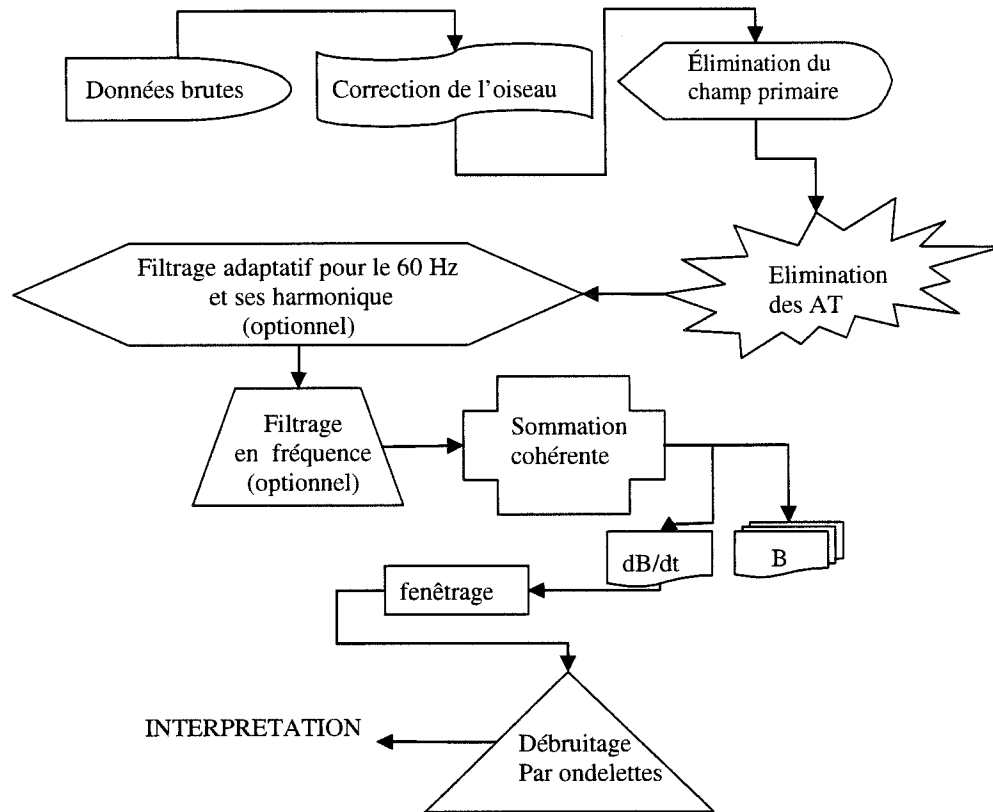 Données brutes
Correction de l'oiseau
Élimination du
champ primaire
Elimination
des AT
Filtrage adaptatif pour le 60 Hz
et ses harmonique
(optionnel)
Filtrage
en fréquence
(optionnel)
Sommation
cohérente
dB/dt
B
fenêtrage
Débruitage
Par ondelettes
INTERPRETATION